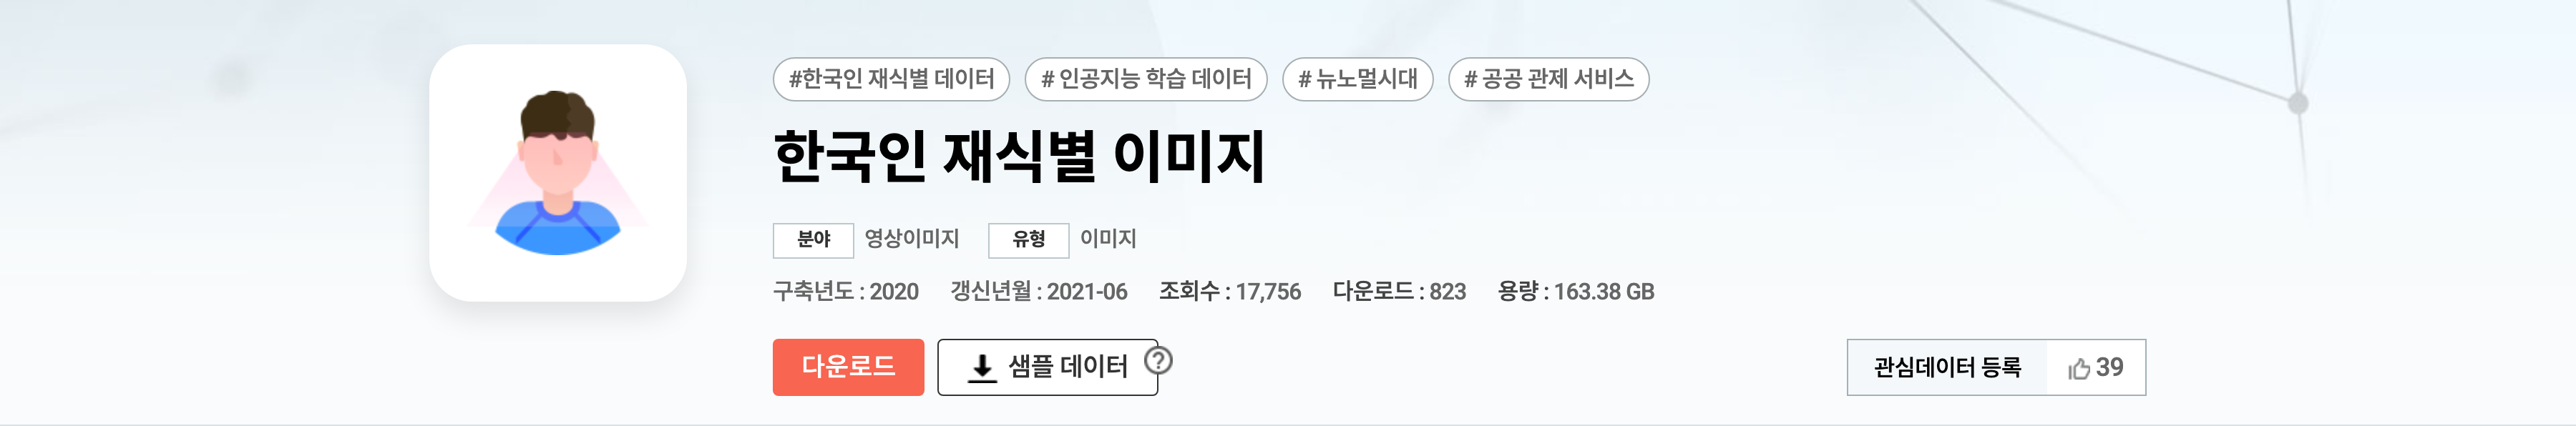 #한국인 재식별 데이터 # 인공지능 학습 데이터 # 뉴노멀시대 # 공공 관제 서비스
한국인 재식별 이미지
분야 영상이미지 유형 이미지
구축년도 : 2020 갱신년월 : 2021-06 조회수 : 17,756 다운로드 : 823 용량 : 163.38 GB
다운로드 샘플 데이터 ? 관심데이터 등록 39